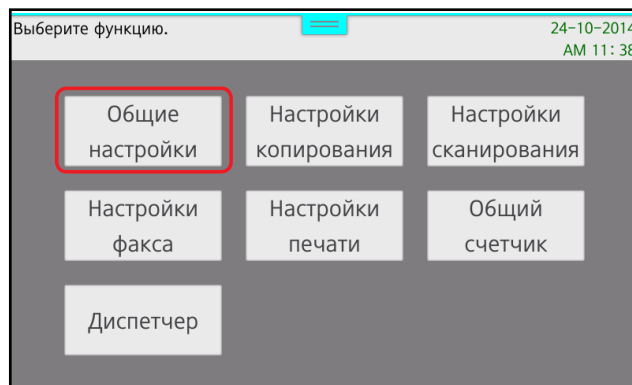 Выберите функцию.
24-10-2014
AM 11:38
Общие
настройки
Настройки
копирования
Настройки
сканирования
Настройки
факса
Настройки
печати
Общий
счетчик
Диспетчер